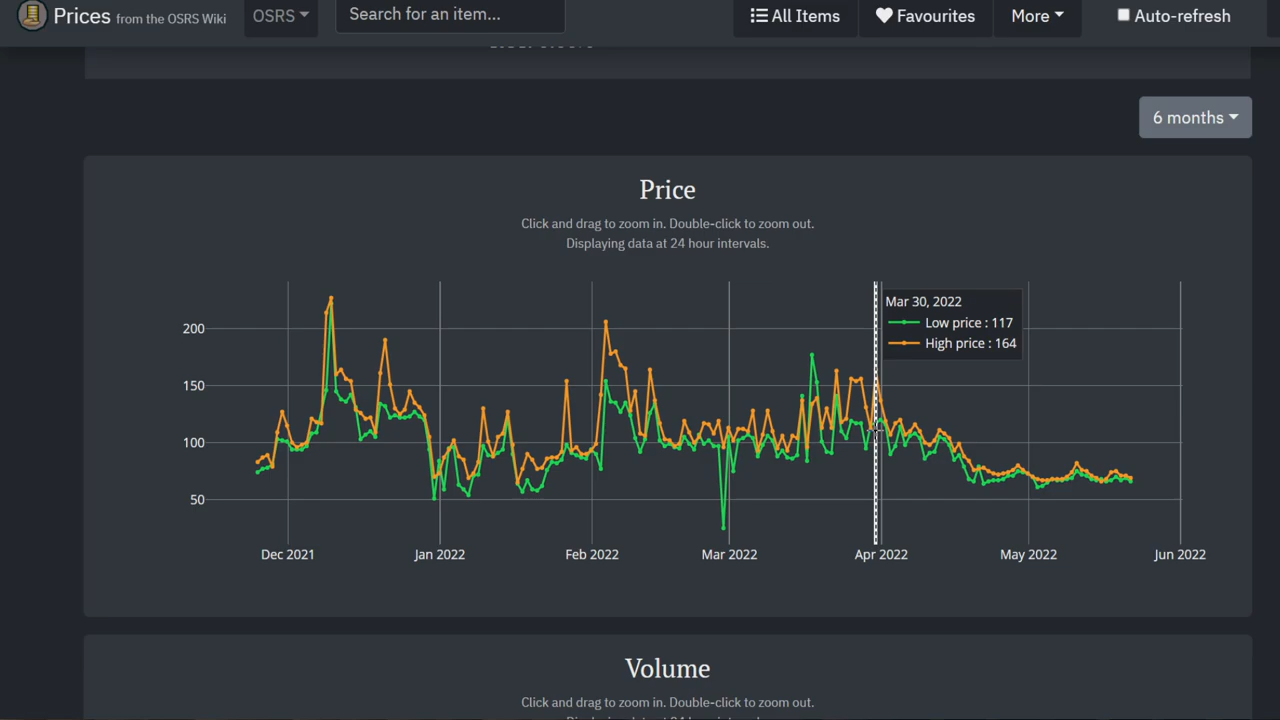 Prices from the OSRS Wiki
OSRS
Search for an item...
All Items
Favourites
More
Auto-refresh
6 months
Price
Click and drag to zoom in. Double-click to zoom out.
Displaying data at 24 hour intervals.
Mar 30, 2022
Low price : 117
High price : 164
200
150
100
50
Dec 2021
Jan 2022
Feb 2022
Mar 2022
Apr 2022
May 2022
Jun 2022
Volume
Click and drag to zoom in. Double-click to zoom out.